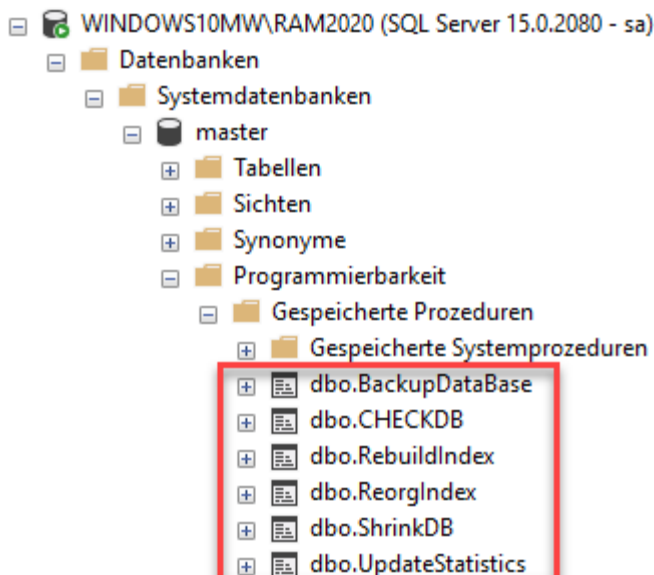 WINDOWS10MW\RAM2020 (SQL Server 15.0.2080 - sa)
Datenbanken
Systemdatenbanken
master
Tabellen
Sichten
Synonyme
Programmierbarkeit
Gespeicherte Prozeduren
Gespeicherte Systemprozeduren
dbo.BackupDataBase
dbo.CHECKDB
dbo.RebuildIndex
dbo.ReorgIndex
dbo.ShrinkDB
dbo.UpdateStatistics